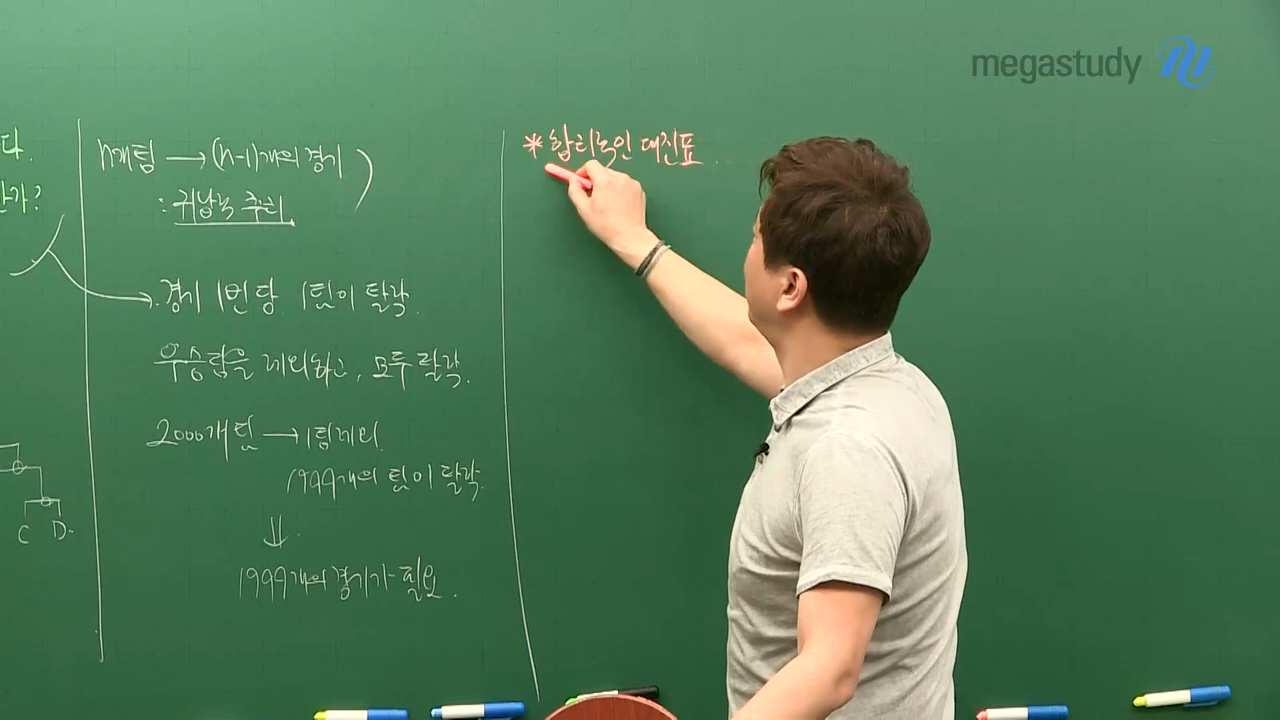 megastudy
다.
가?
C D
n개팀 → (n-1)개의 경기
: 귀납적 추리
경기 1번당 1팀이 탈락
우승팀을 제외하고, 모두 탈락.
2000개팀 → 1팀제외
1999개의 팀이 탈락.
⇓
1999개의 경기가 필요.
* 합리적인 대진표